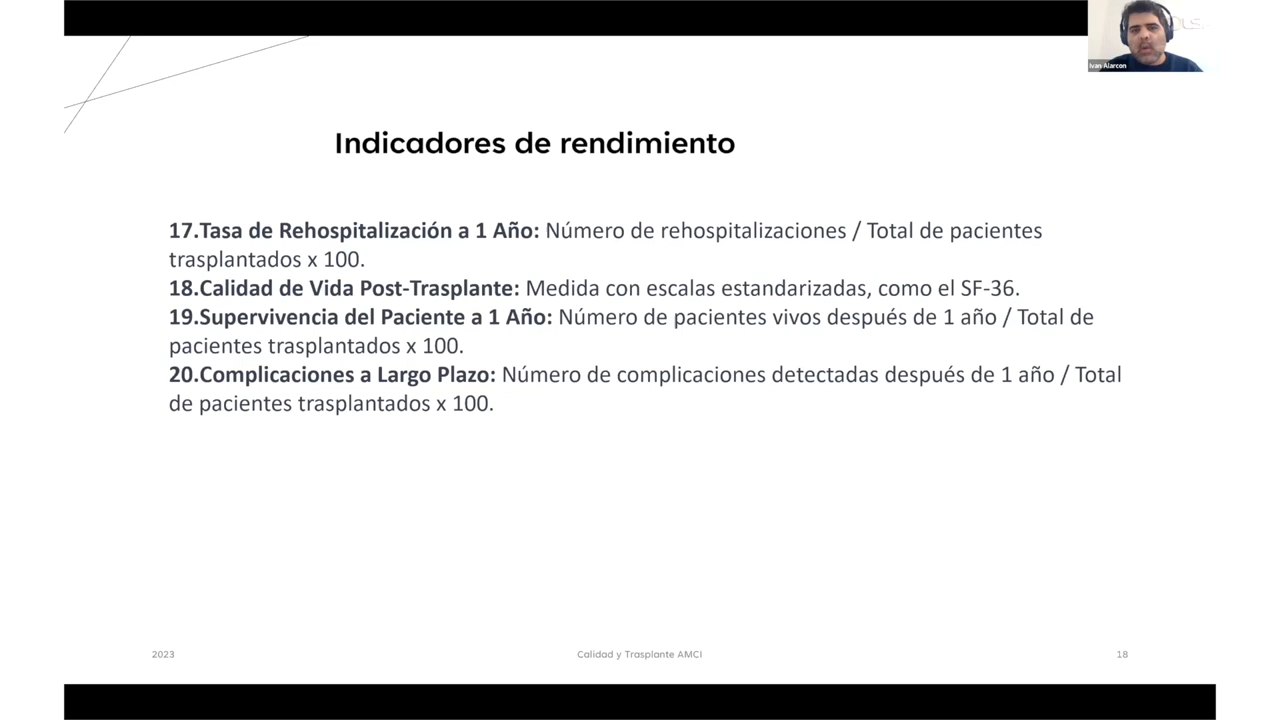 Ivan Alarcon
Indicadores de rendimiento
17.Tasa de Rehospitalización a 1 Año: Número de rehospitalizaciones / Total de pacientes
trasplantados x 100.
18.Calidad de Vida Post-Trasplante: Medida con escalas estandarizadas, como el SF-36.
19.Supervivencia del Paciente a 1 Año: Número de pacientes vivos después de 1 año / Total de
pacientes trasplantados x 100.
20.Complicaciones a Largo Plazo: Número de complicaciones detectadas después de 1 año / Total
de pacientes trasplantados x 100.
2023
Calidad y Trasplante AMCI
18